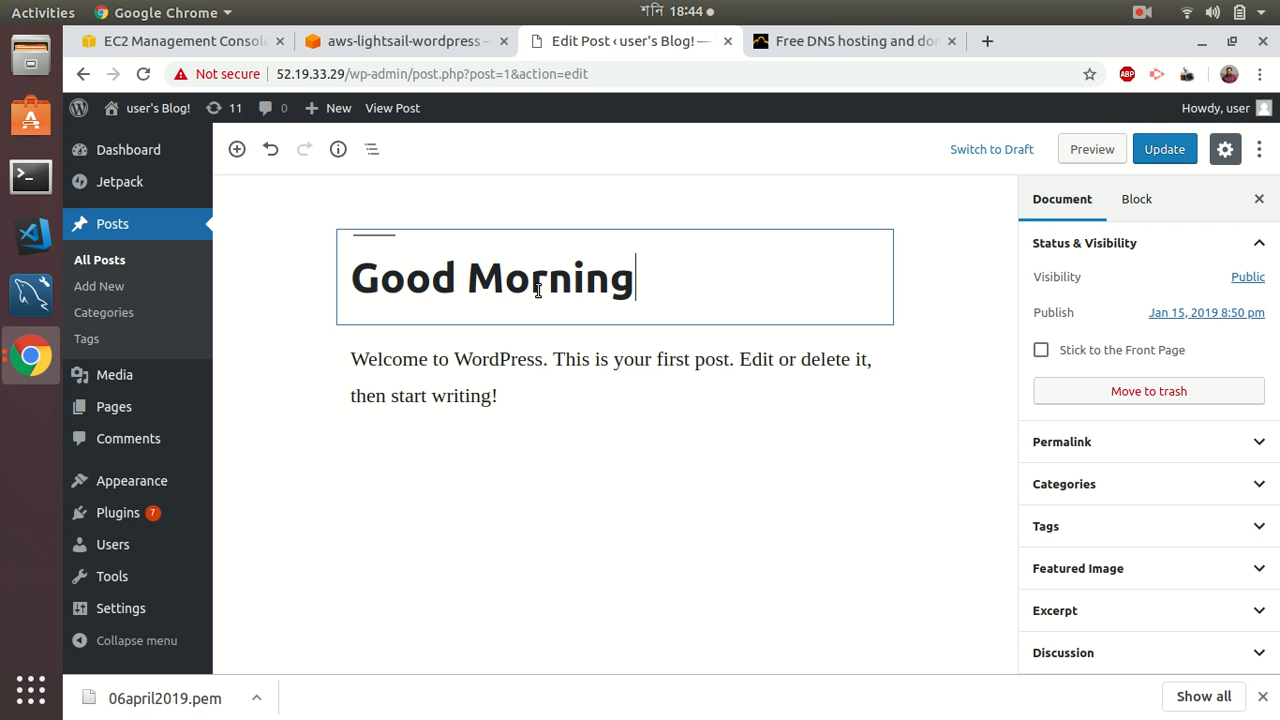 Activities
Google Chrome
শনি 18:44
EC2 Management Consol
aws-lightsail-wordpress –
Edit Post ‹ user's Blog! —
Free DNS hosting and do
Not secure
52.19.33.29/wp-admin/post.php?post=1&action=edit
ABP
user's Blog!
11
0
New
View Post
Howdy, user
Dashboard
Jetpack
Posts
All Posts
Add New
Categories
Tags
Media
Pages
Comments
Appearance
Plugins 7
Users
Tools
Settings
Collapse menu
Switch to Draft
Preview
Update
Good Morning
Welcome to WordPress. This is your first post. Edit or delete it,
then start writing!
Document
Block
Status & Visibility
Visibility
Public
Publish
Jan 15, 2019 8:50 pm
Stick to the Front Page
Move to trash
Permalink
Categories
Tags
Featured Image
Excerpt
Discussion
06april2019.pem
Show all